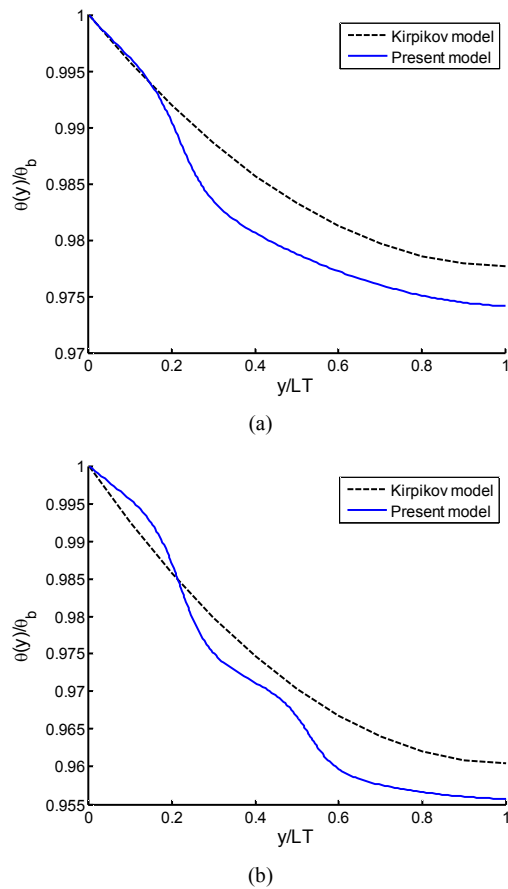 1
0.995
0.99
0.985
0.98
0.975
0.97
θ(y)/θb
0 0.2 0.4 0.6 0.8 1
y/LT
Kirpikov model
Present model
(a)
1
0.995
0.99
0.985
0.98
0.975
0.97
0.965
0.96
0.955
θ(y)/θb
0 0.2 0.4 0.6 0.8 1
y/LT
Kirpikov model
Present model
(b)